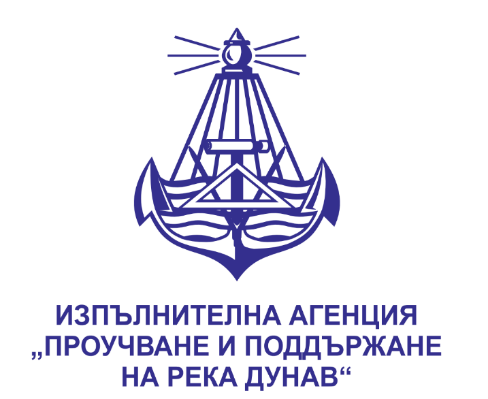 ИЗПЪЛНИТЕЛНА АГЕНЦИЯ
„ПРОУЧВАНЕ И ПОДДЪРЖАНЕ
НА РЕКА ДУНАВ“